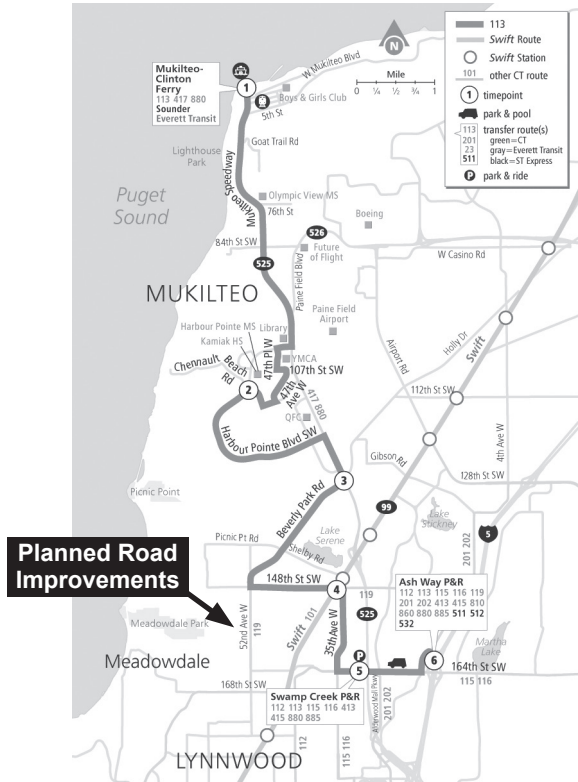 Mukilteo-
Clinton
Ferry
113 417 880
Sounder
Everett Transit
1
W Mukilteo Blvd
Boys & Girls Club
5th St
Goat Trail Rd
Lighthouse
Park
Mukilteo Speedway
Puget
Sound
Olympic View MS
76th St
84th St SW
525
526
Boeing
Future
of Flight
Paine Field Blvd
W Casino Rd
MUKILTEO
Harbour Pointe MS
Kamiak HS
Library
Paine Field
Airport
YMCA
47th Pl W
107th St SW
Chennault
Beach
Rd
2
47th
Ave W
417 880
QFC
Harbour Pointe Blvd SW
Airport Rd
Holly Dr
Swift
112th St SW
4th Ave W
Gibson Rd
128th St SW
3
Picnic Point
Beverly Park Rd
99
Lake
Serene
Lake
Stickney
5
201 202
Picnic Pt Rd
Shelby Rd
Planned Road
Improvements
148th St SW
4
119
Ash Way P&R
112 113 115 116 119
201 202 413 415 810
860 880 885 511 512
532
52nd Ave W
119
Swift 101
35th Ave W
525
Meadowdale Park
Meadowdale
Martha
Lake
6
164th St SW
115 116
P
5
168th St SW
Swamp Creek P&R
112 113 115 116 413
415 880 885
Alderwood Mall Pkwy
201 202
112
115 116
LYNNWOOD
N
Mile
0 ¼ ½ ¾ 1
113
Swift Route
Swift Station
101 other CT route
1 timepoint
park & pool
113 transfer route(s)
201 green=CT
23 gray=Everett Transit
511 black=ST Express
P park & ride